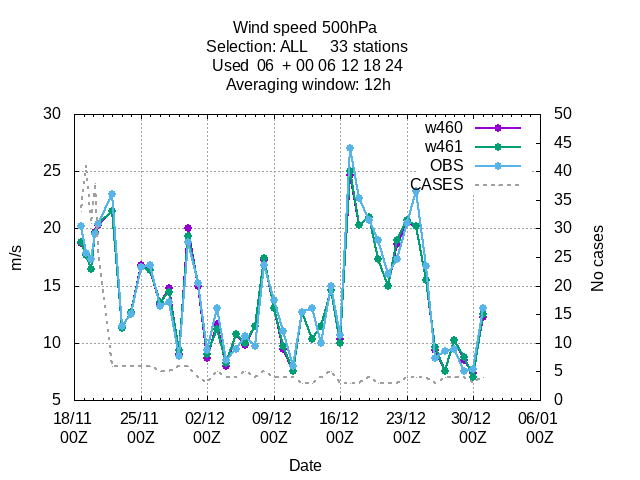 Wind speed 500hPa
Selection: ALL 33 stations
Used 06 + 00 06 12 18 24
Averaging window: 12h
30 50
w460
45
w461
25 OBS 40
CASES
35
20 30
m/s No cases
25
15 20
15
10 10
5
5 0
18/11 25/11 02/12 09/12 16/12 23/12 30/12 06/01
00Z 00Z 00Z 00Z 00Z 00Z 00Z 00Z
Date